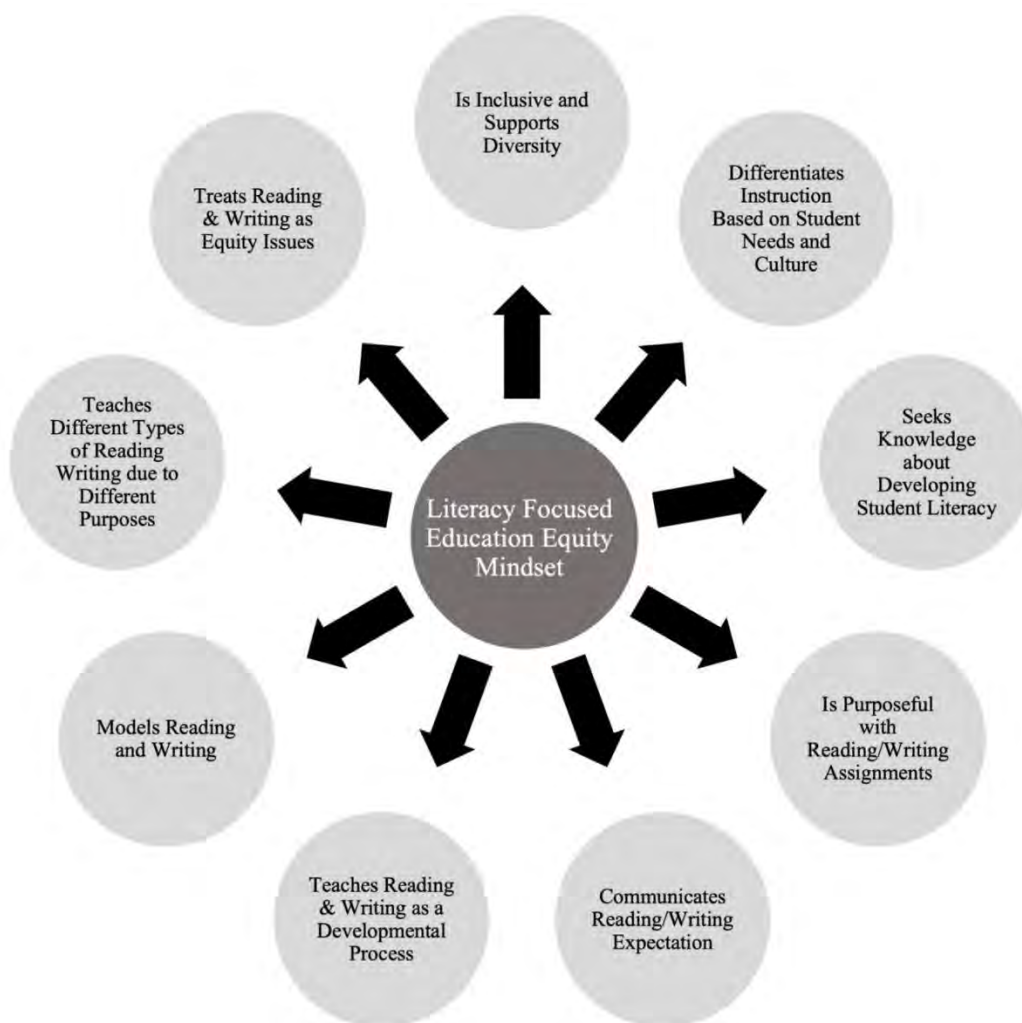 Is Inclusive and
Supports
Diversity
Differentiates
Instruction
Based on Student
Needs and
Culture
Seeks
Knowledge
about
Developing
Student Literacy
Is Purposeful
with
Reading/Writing
Assignments
Communicates
Reading/Writing
Expectation
Teaches Reading
& Writing as a
Developmental
Process
Models Reading
and Writing
Teaches
Different Types
of Reading
Writing due to
Different
Purposes
Treats Reading
& Writing as
Equity Issues
Literacy Focused
Education Equity
Mindset